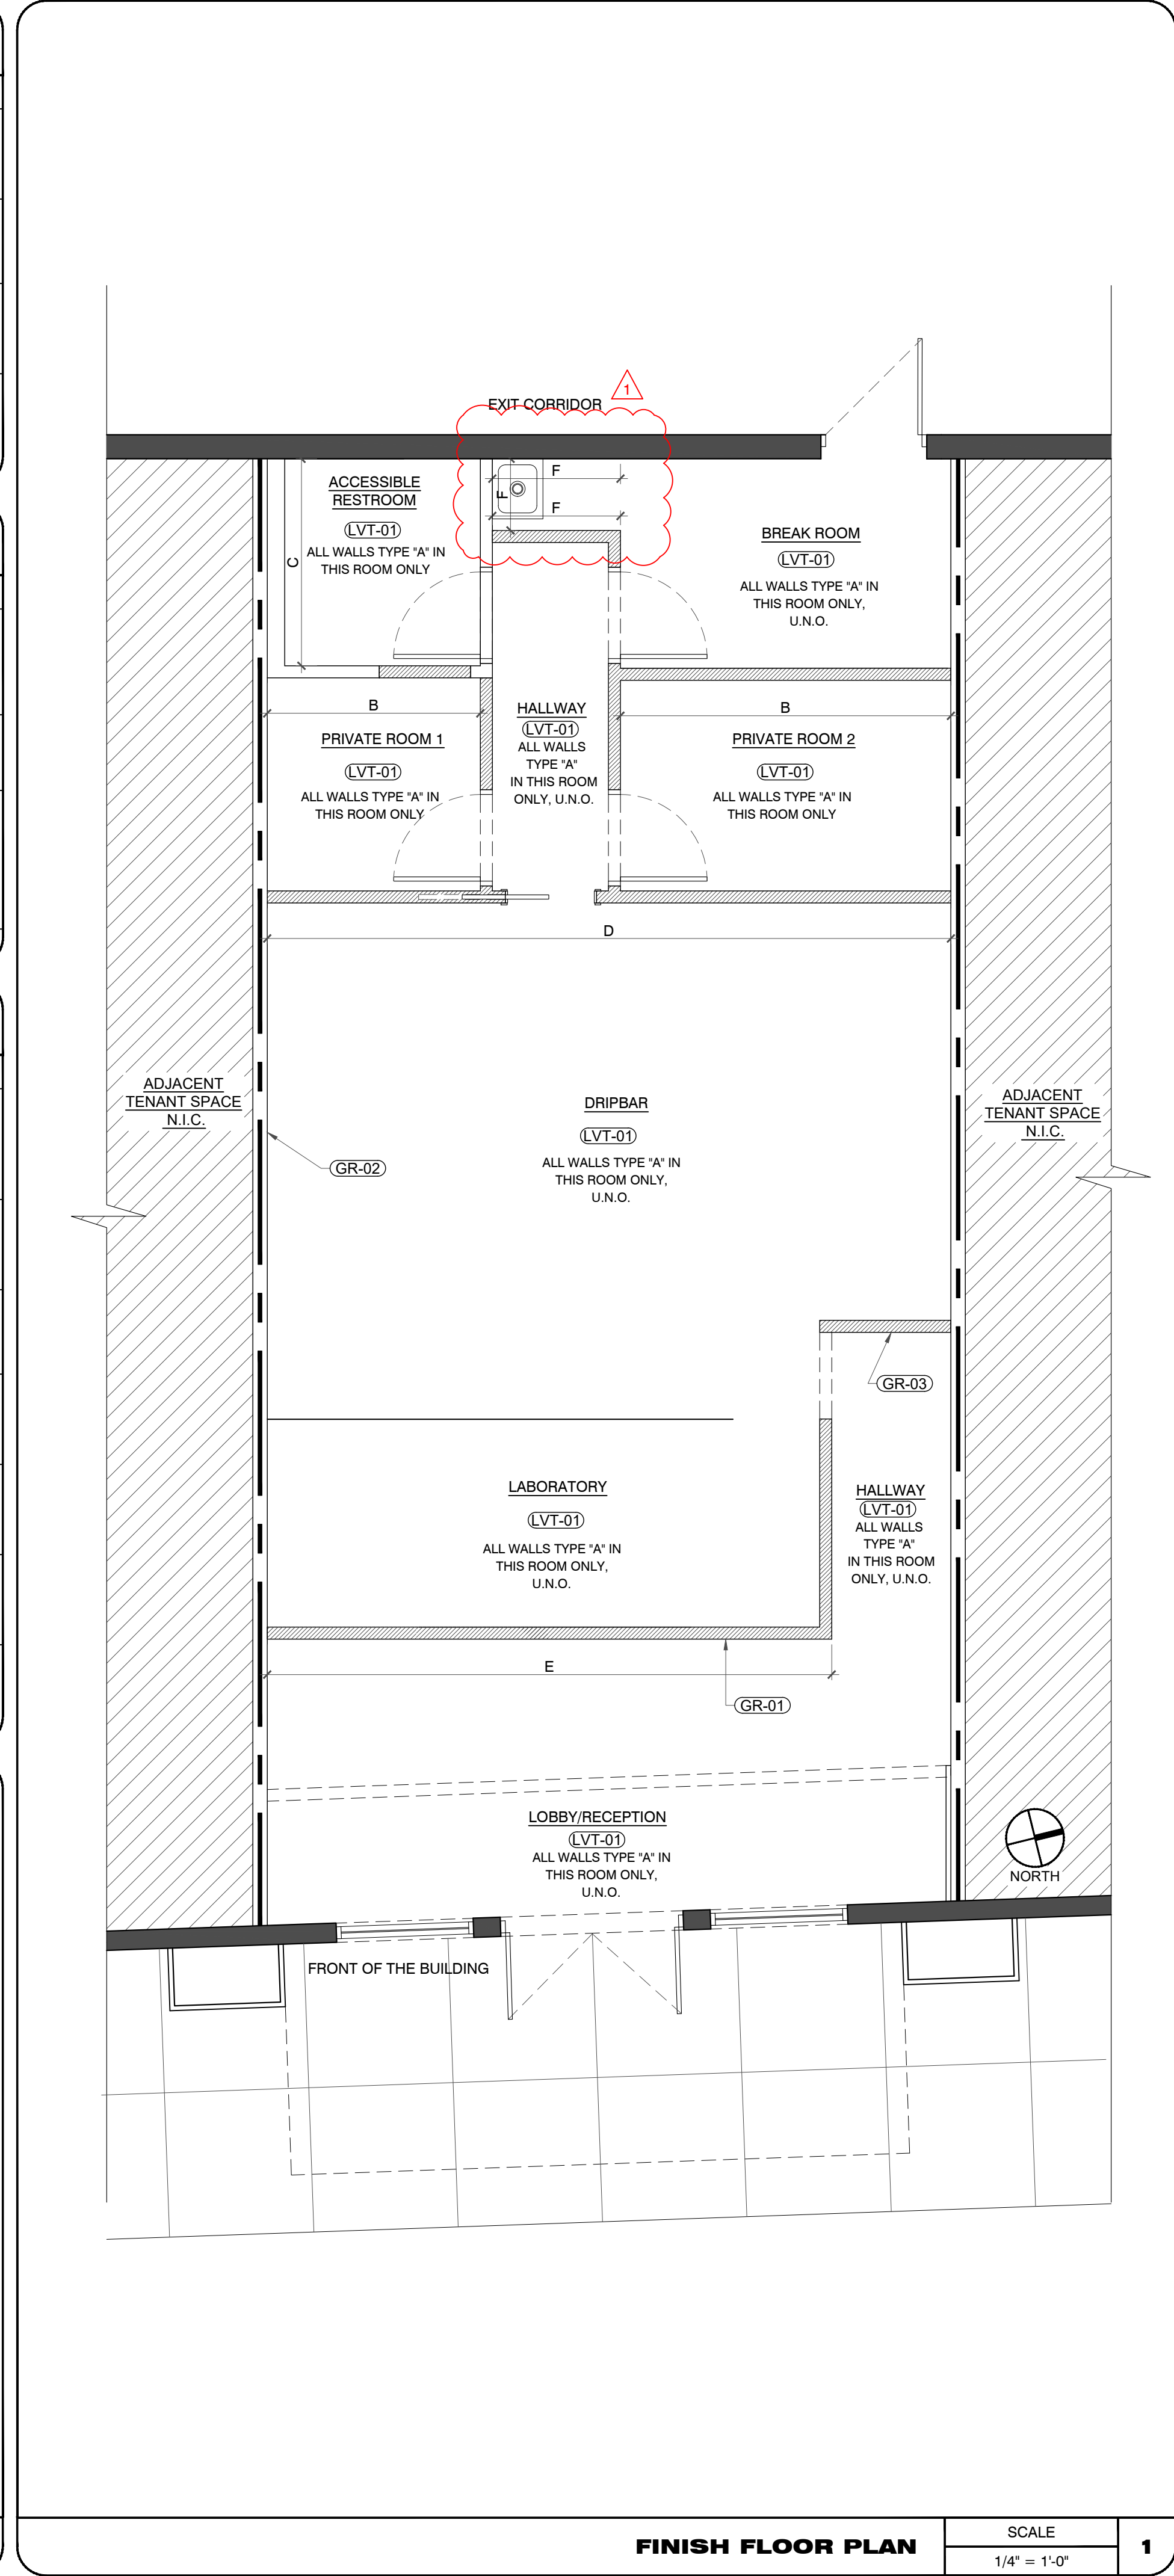 1
EXIT CORRIDOR
F
F
F
ACCESSIBLE
RESTROOM
LVT-01
ALL WALLS TYPE "A" IN
THIS ROOM ONLY
C
BREAK ROOM
LVT-01
ALL WALLS TYPE "A" IN
THIS ROOM ONLY,
U.N.O.
B
PRIVATE ROOM 1
LVT-01
ALL WALLS TYPE "A" IN
THIS ROOM ONLY
HALLWAY
LVT-01
ALL WALLS
TYPE "A"
IN THIS ROOM
ONLY, U.N.O.
B
PRIVATE ROOM 2
LVT-01
ALL WALLS TYPE "A" IN
THIS ROOM ONLY
D
ADJACENT
TENANT SPACE
N.I.C.
GR-02
DRIPBAR
LVT-01
ALL WALLS TYPE "A" IN
THIS ROOM ONLY,
U.N.O.
ADJACENT
TENANT SPACE
N.I.C.
GR-03
LABORATORY
LVT-01
ALL WALLS TYPE "A" IN
THIS ROOM ONLY,
U.N.O.
HALLWAY
LVT-01
ALL WALLS
TYPE "A"
IN THIS ROOM
ONLY, U.N.O.
E
GR-01
LOBBY/RECEPTION
LVT-01
ALL WALLS TYPE "A" IN
THIS ROOM ONLY,
U.N.O.
NORTH
FRONT OF THE BUILDING
FINISH FLOOR PLAN
SCALE
1/4" = 1'-0"
1